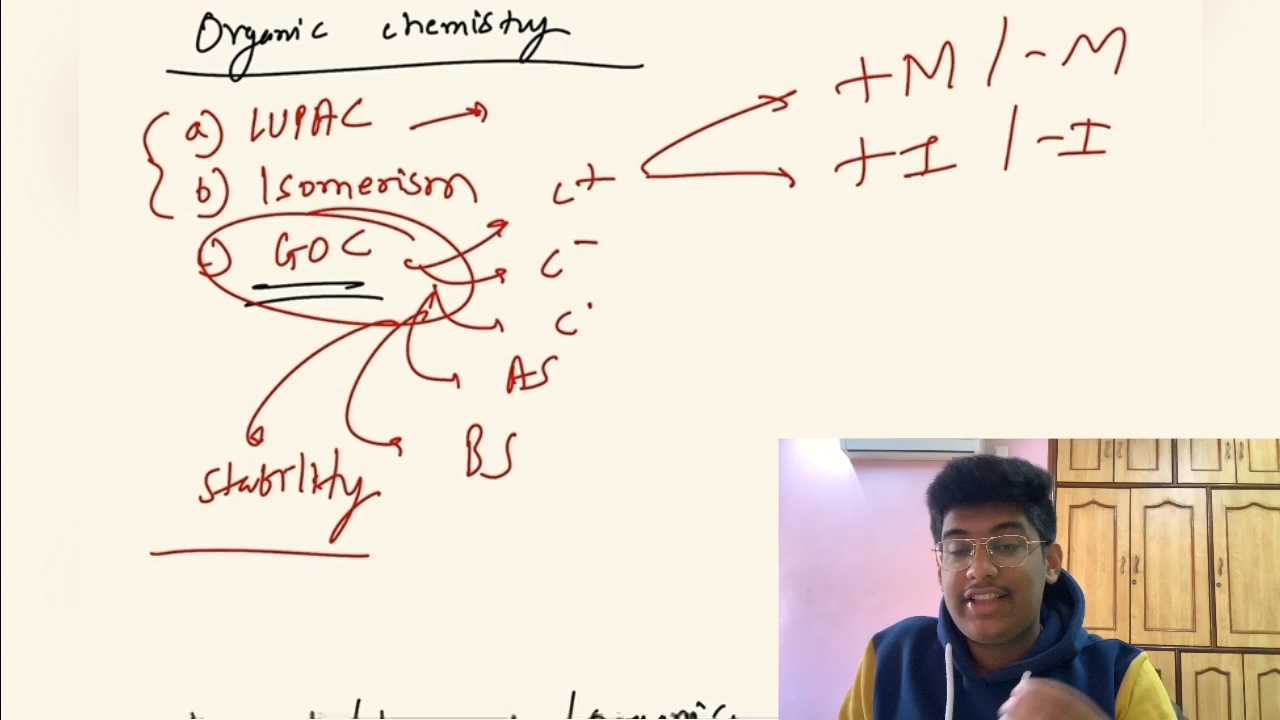 Organic chemistry
a) IUPAC →
b) Isomerism
c) GOC
C+
C-
C·
AS
BS
Stability
+M / -M
+I / -I